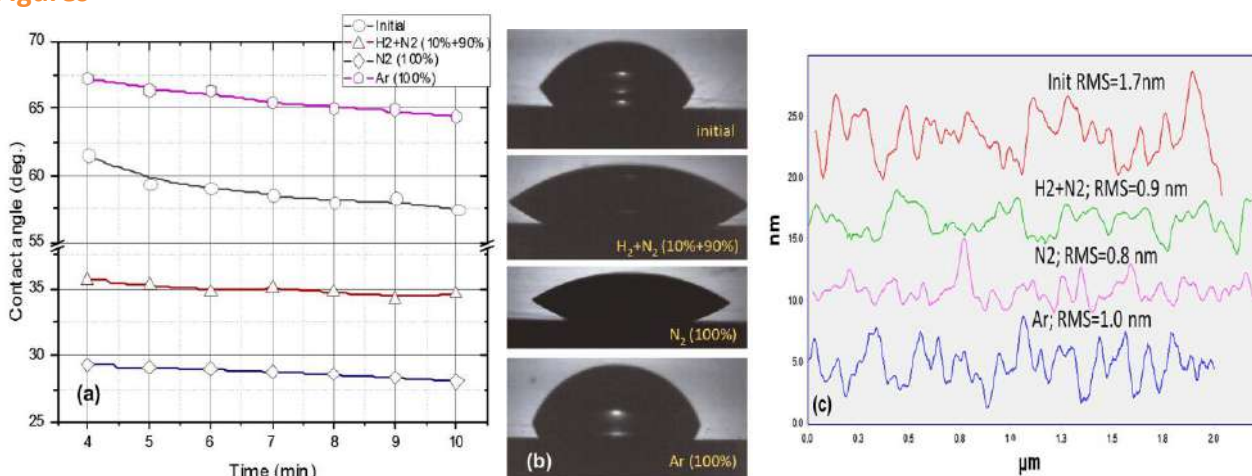 Initial
H2+N2 (10%+90%)
N2 (100%)
Ar (100%)
70
65
60
55
35
30
25
Contact angle (deg.)
(a)
4 5 6 7 8 9 10
Time (min)
initial
H₂+N₂ (10%+90%)
N₂ (100%)
(b)
Ar (100%)
Init RMS=1.7nm
H2+N2; RMS=0.9 nm
N2; RMS=0.8 nm
Ar; RMS=1.0 nm
25.0
20.0
15.0
10.0
5.0
0.0
nm
(c)
0.0 0.3 0.5 0.8 1.0 1.3 1.5 1.8 2.0
µm